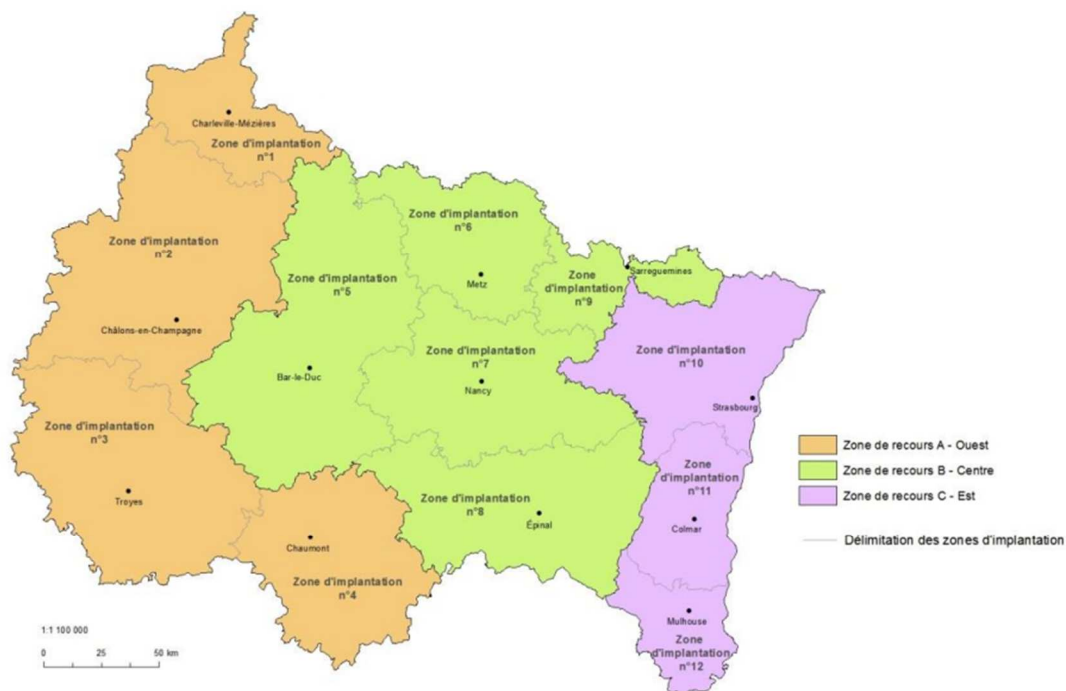 Charleville-Mézières
Zone d'implantation
n°1
Zone d'implantation
n°2
Châlons-en-Champagne
Zone d'implantation
n°3
Troyes
Chaumont
Zone d'implantation
n°4
Zone d'implantation
n°5
Bar-le-Duc
Zone d'implantation
n°6
Metz
Zone d'implantation
n°7
Nancy
Zone d'implantation
n°8
Épinal
Zone
d'implantation
n°9
Sarreguemines
Zone d'implantation
n°10
Strasbourg
Zone
d'implantation
n°11
Colmar
Mulhouse
Zone
d'implantation
n°12
Zone de recours A - Ouest
Zone de recours B - Centre
Zone de recours C - Est
Délimitation des zones d'implantation
1:1 100 000
0 25 50 km